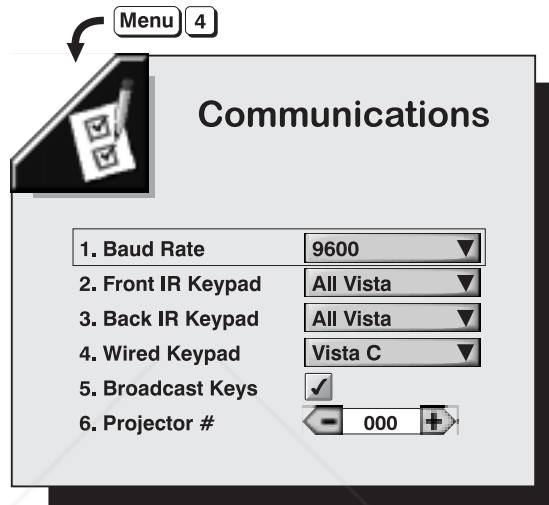 Menu 4
Communications
1. Baud Rate 9600
2. Front IR Keypad All Vista
3. Back IR Keypad All Vista
4. Wired Keypad Vista C
5. Broadcast Keys
6. Projector # 000